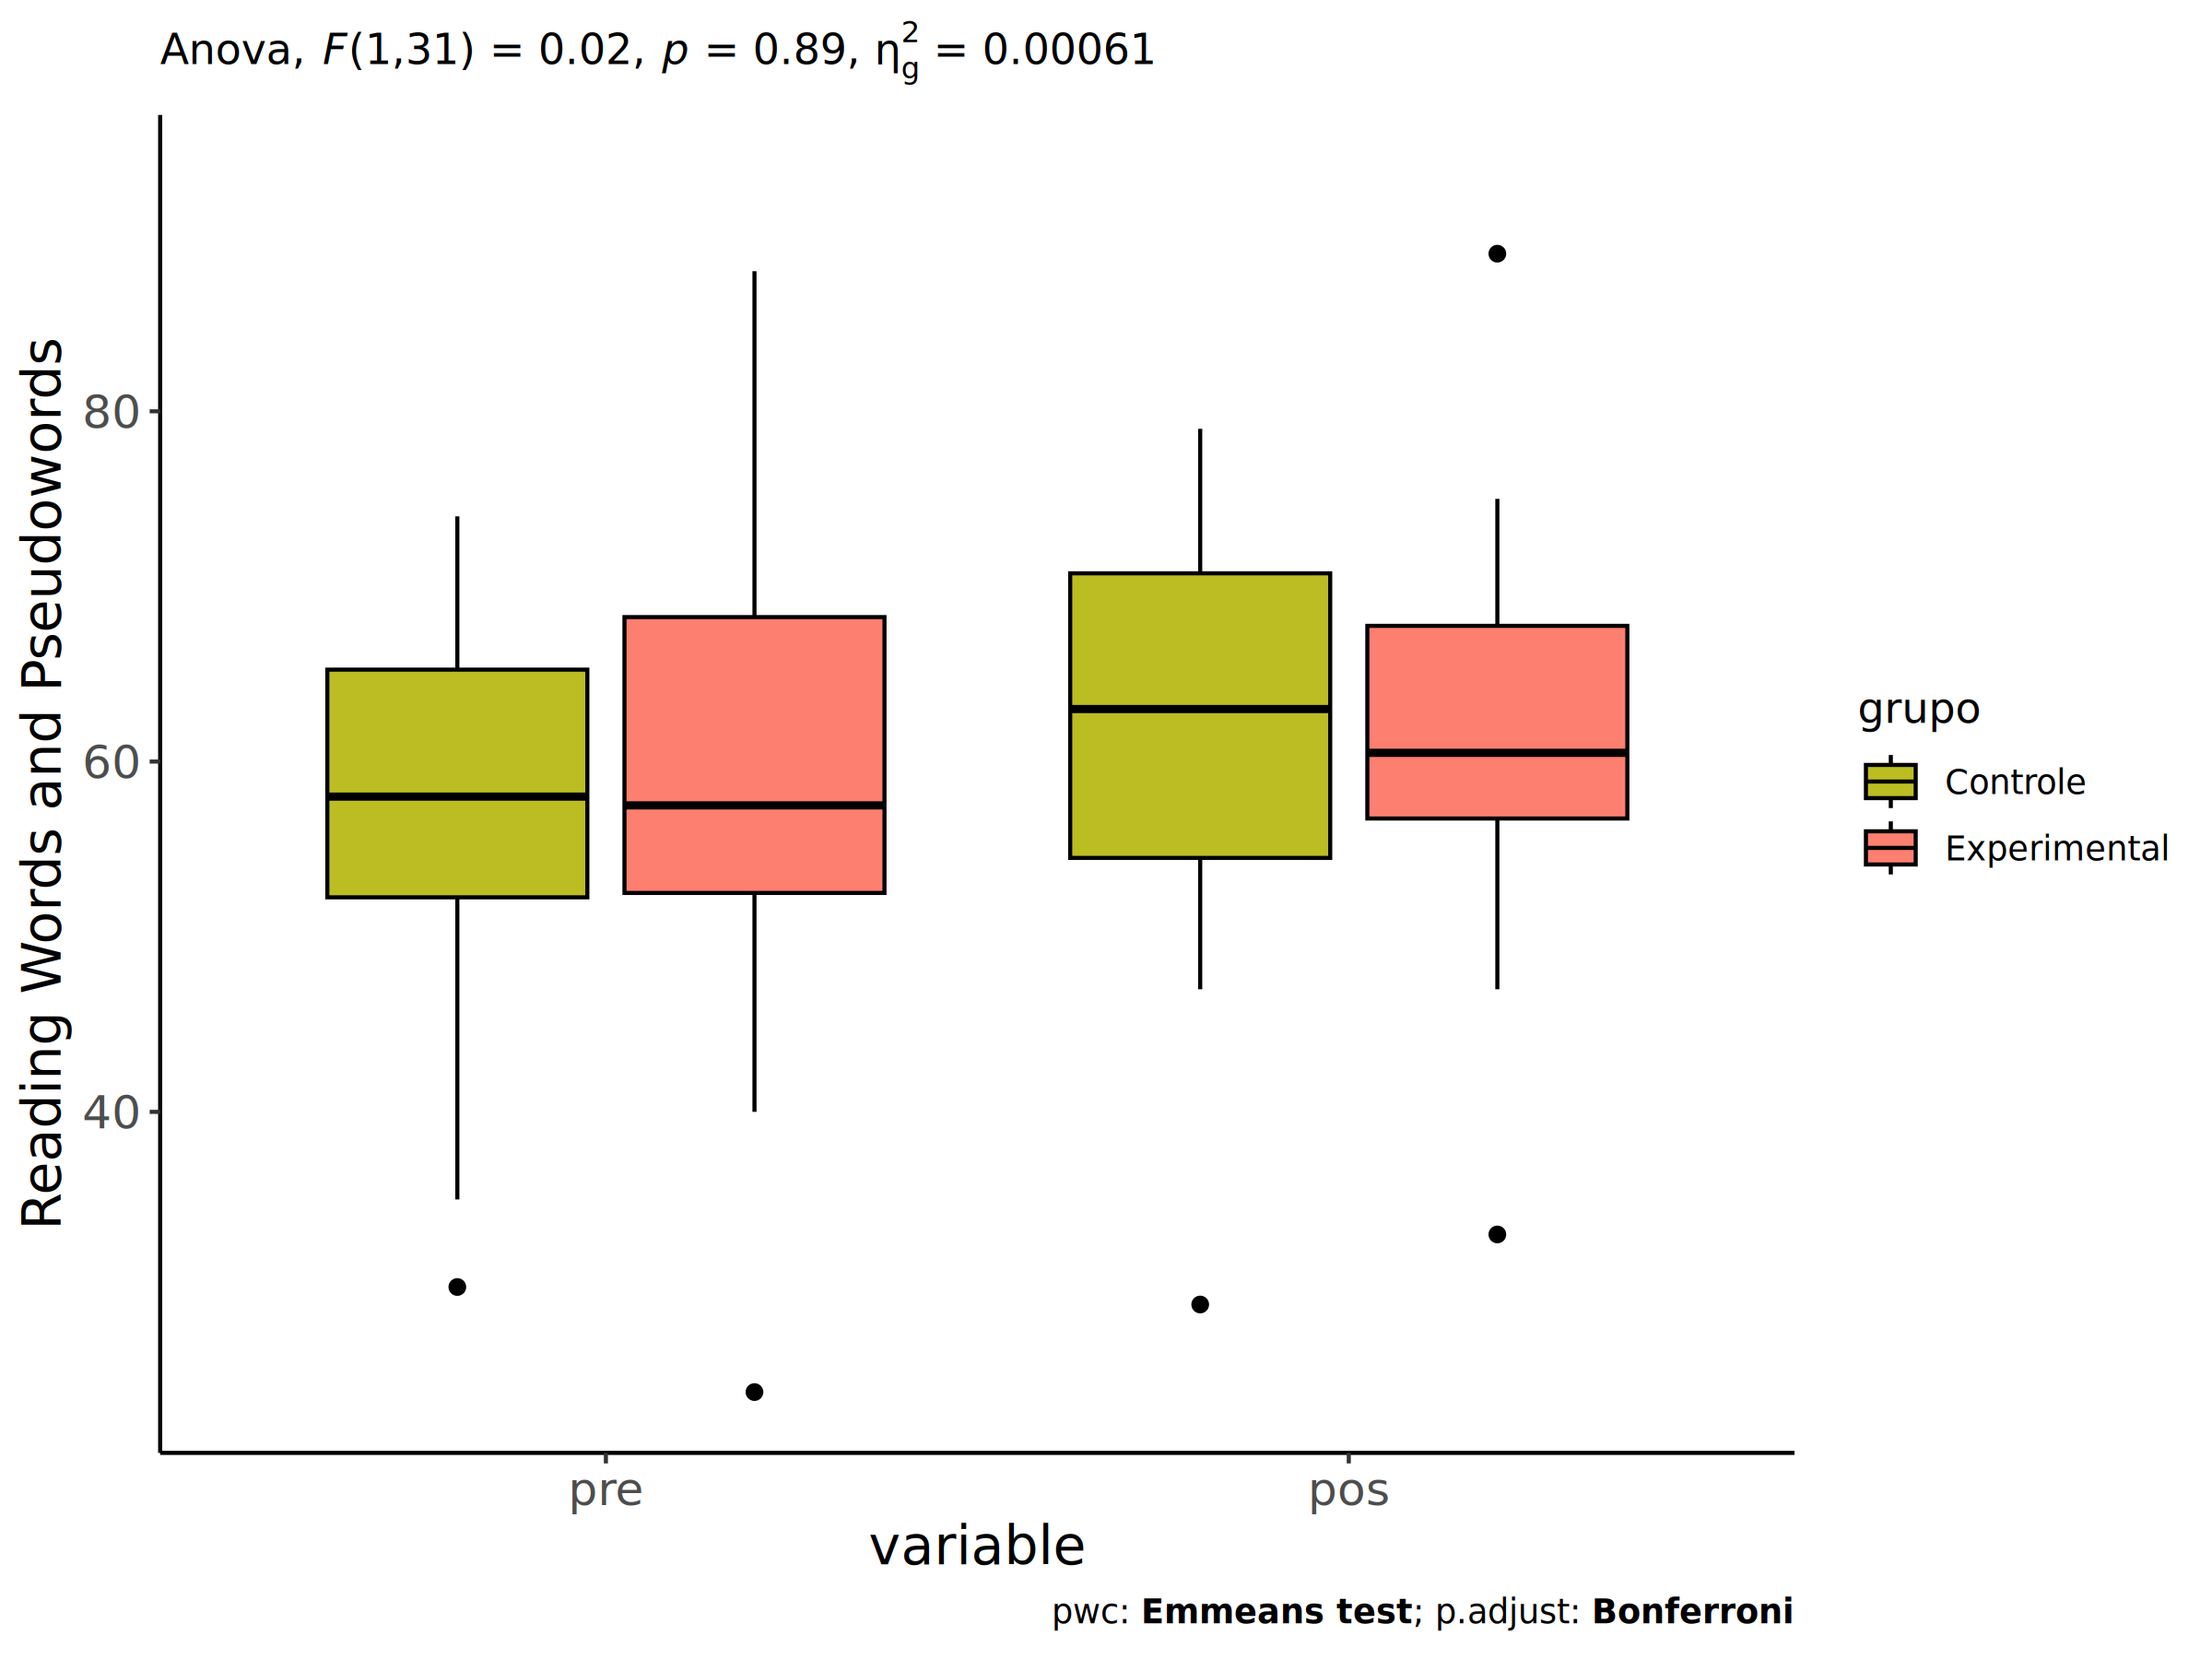 Anova, F(1,31) = 0.02, p = 0.89, η²g = 0.00061
Reading Words and Pseudowords
80
60
40
pre
pos
variable
grupo
Controle
Experimental
pwc: Emmeans test; p.adjust: Bonferroni